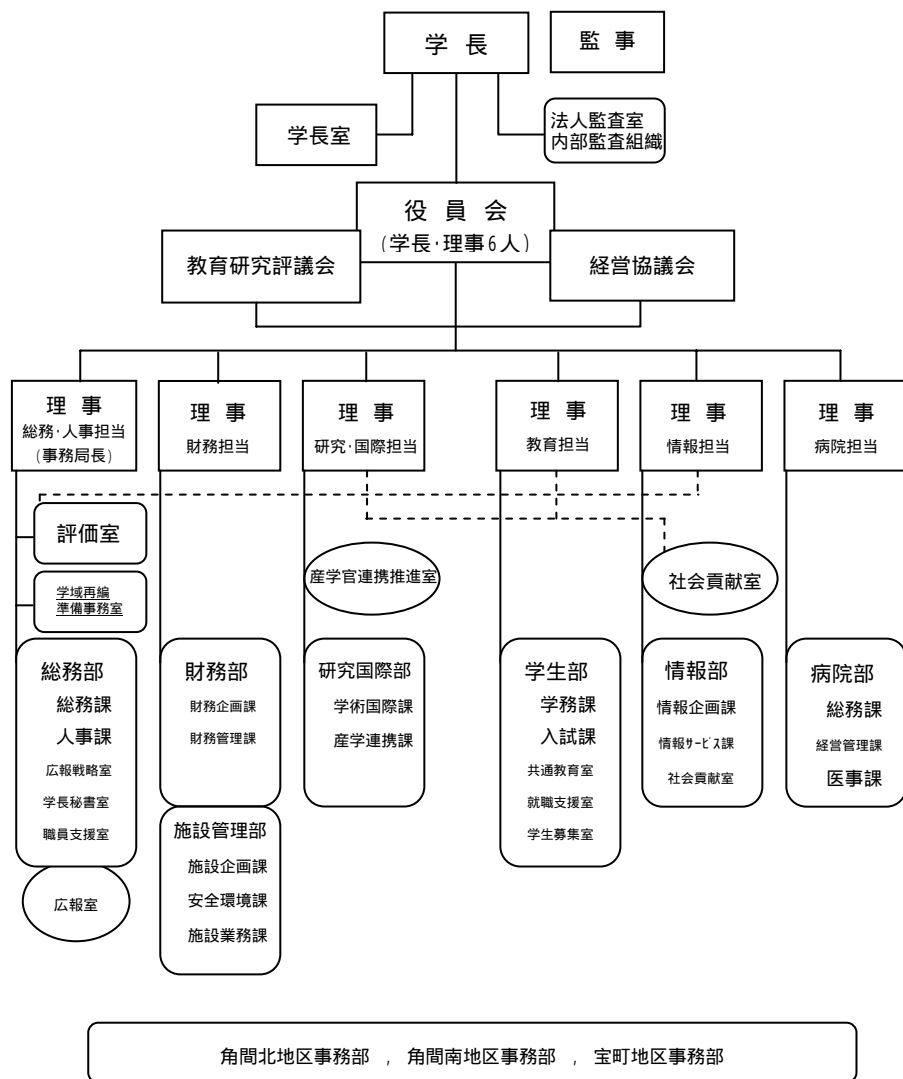 学 長
監 事
学長室
法人監査室
内部監査組織
役 員 会
(学長・理事6人)
教育研究評議会
経営協議会
理 事
総務・人事担当
(事務局長)
理 事
財務担当
理 事
研究・国際担当
理 事
教育担当
理 事
情報担当
理 事
病院担当
評価室
学域再編
準備事務室
産学官連携推進室
社会貢献室
総務部
総務課
人事課
広報戦略室
学長秘書室
職員支援室
広報室
財務部
財務企画課
財務管理課
施設管理部
施設企画課
安全環境課
施設業務課
研究国際部
学術国際課
産学連携課
学生部
学務課
入試課
共通教育室
就職支援室
学生募集室
情報部
情報企画課
情報ｻｰﾋﾞｽ課
社会貢献室
病院部
総務課
経営管理課
医事課
角間北地区事務部 , 角間南地区事務部 , 宝町地区事務部